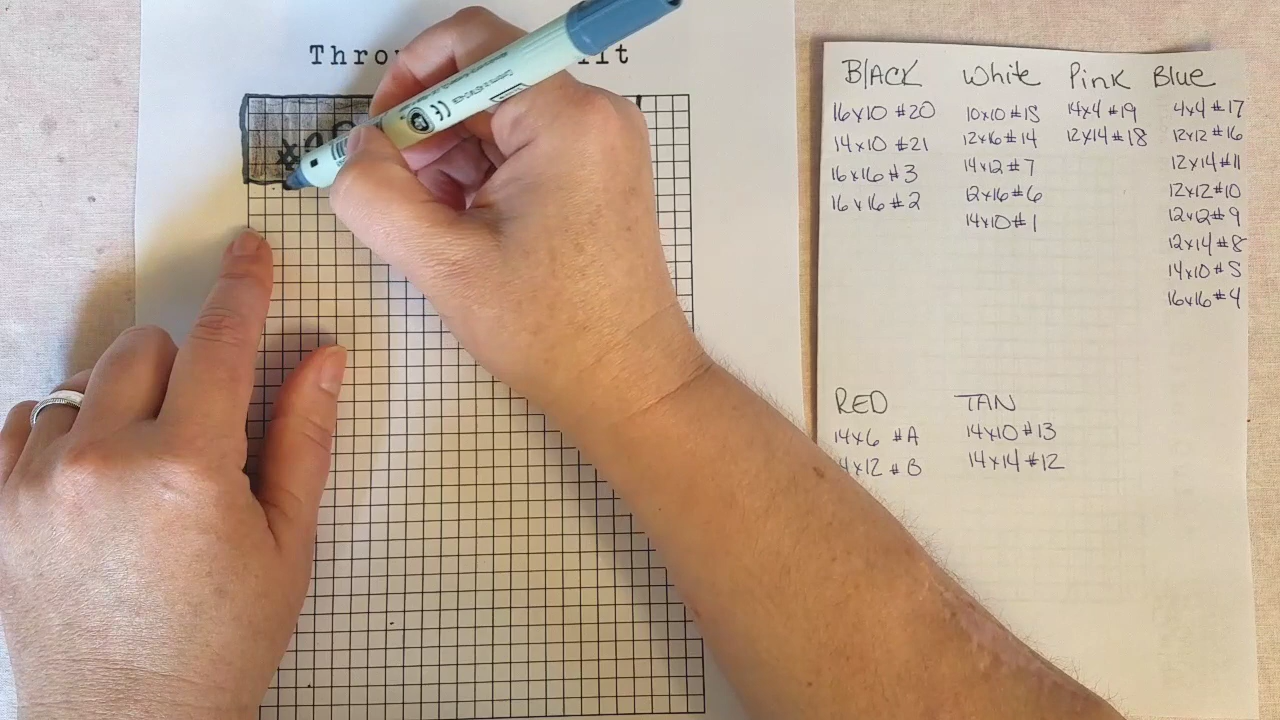 BLACK White Pink Blue
16x10 #20 10x10 #15 14x4 #19 4x4 #17
14x10 #21 12x16 #14 12x14 #18 12x12 #16
16x16 #3 14x12 #7 12x14 #11
16x16 #2 12x16 #6 12x12 #10
14x10 #1 12x12 #9
12x14 #8
14x10 #5
16x16 #4
RED TAN
14x6 #A 14x10 #13
4x12 #B 14x14 #12